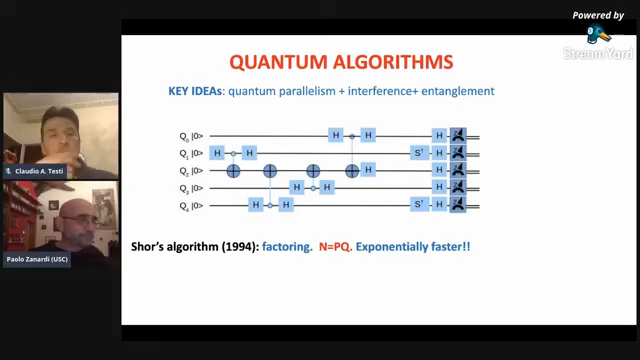 Powered by
StreamYard
QUANTUM ALGORITHMS
KEY IDEAs: quantum parallelism + interference+ entanglement
Q0 |0> H H H
Q1 |0> H H S† H
Q2 |0> H H
Q3 |0> H H H
Q4 |0> H H S† H
Shor's algorithm (1994): factoring. N=PQ. Exponentially faster!!
Claudio A. Testi
Paolo Zanardi (USC)